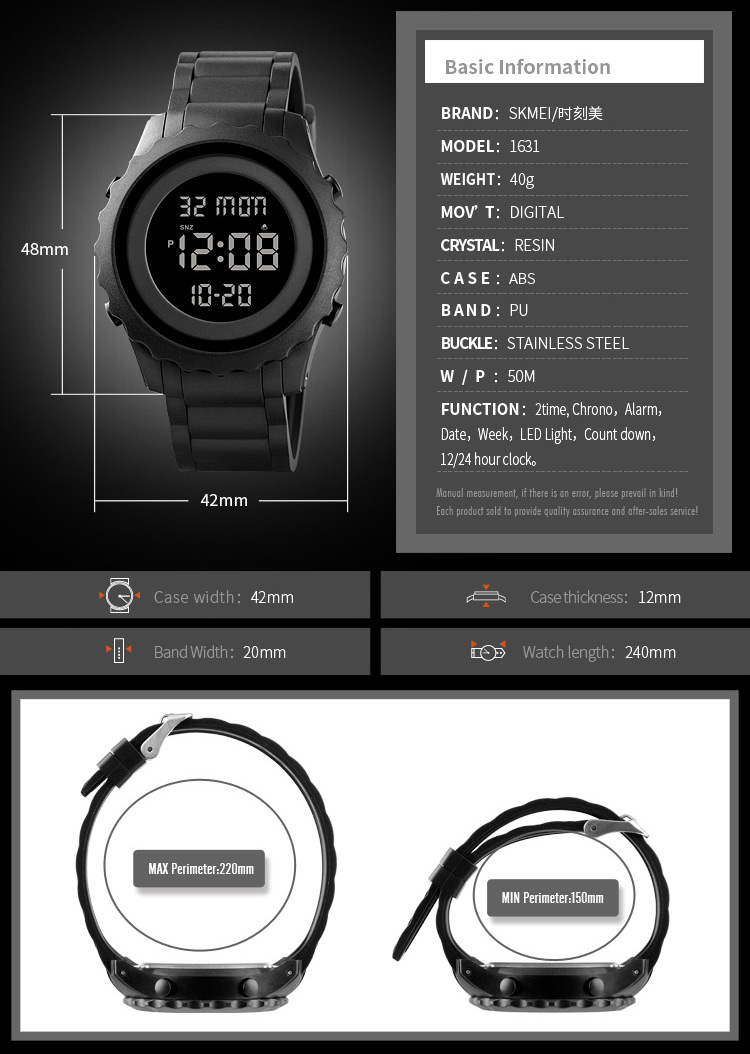 Basic Information
BRAND: SKMEI/时刻美
MODEL: 1631
WEIGHT: 40g
MOV’ T: DIGITAL
CRYSTAL: RESIN
CASE: ABS
BAND: PU
BUCKLE: STAINLESS STEEL
W / P : 50M
FUNCTION: 2time, Chrono，Alarm，
Date，Week，LED Light，Count down，
12/24 hour clock。
Manual measurement, if there is an error, please prevail in kind!
Each product sold to provide quality assurance and after-sales service!
48mm
32 MON
SNZ
P 12:08
10-20
42mm
Case width: 42mm
Case thickness: 12mm
Band Width: 20mm
Watch length: 240mm
MAX Perimeter:220mm
MIN Perimeter:150mm